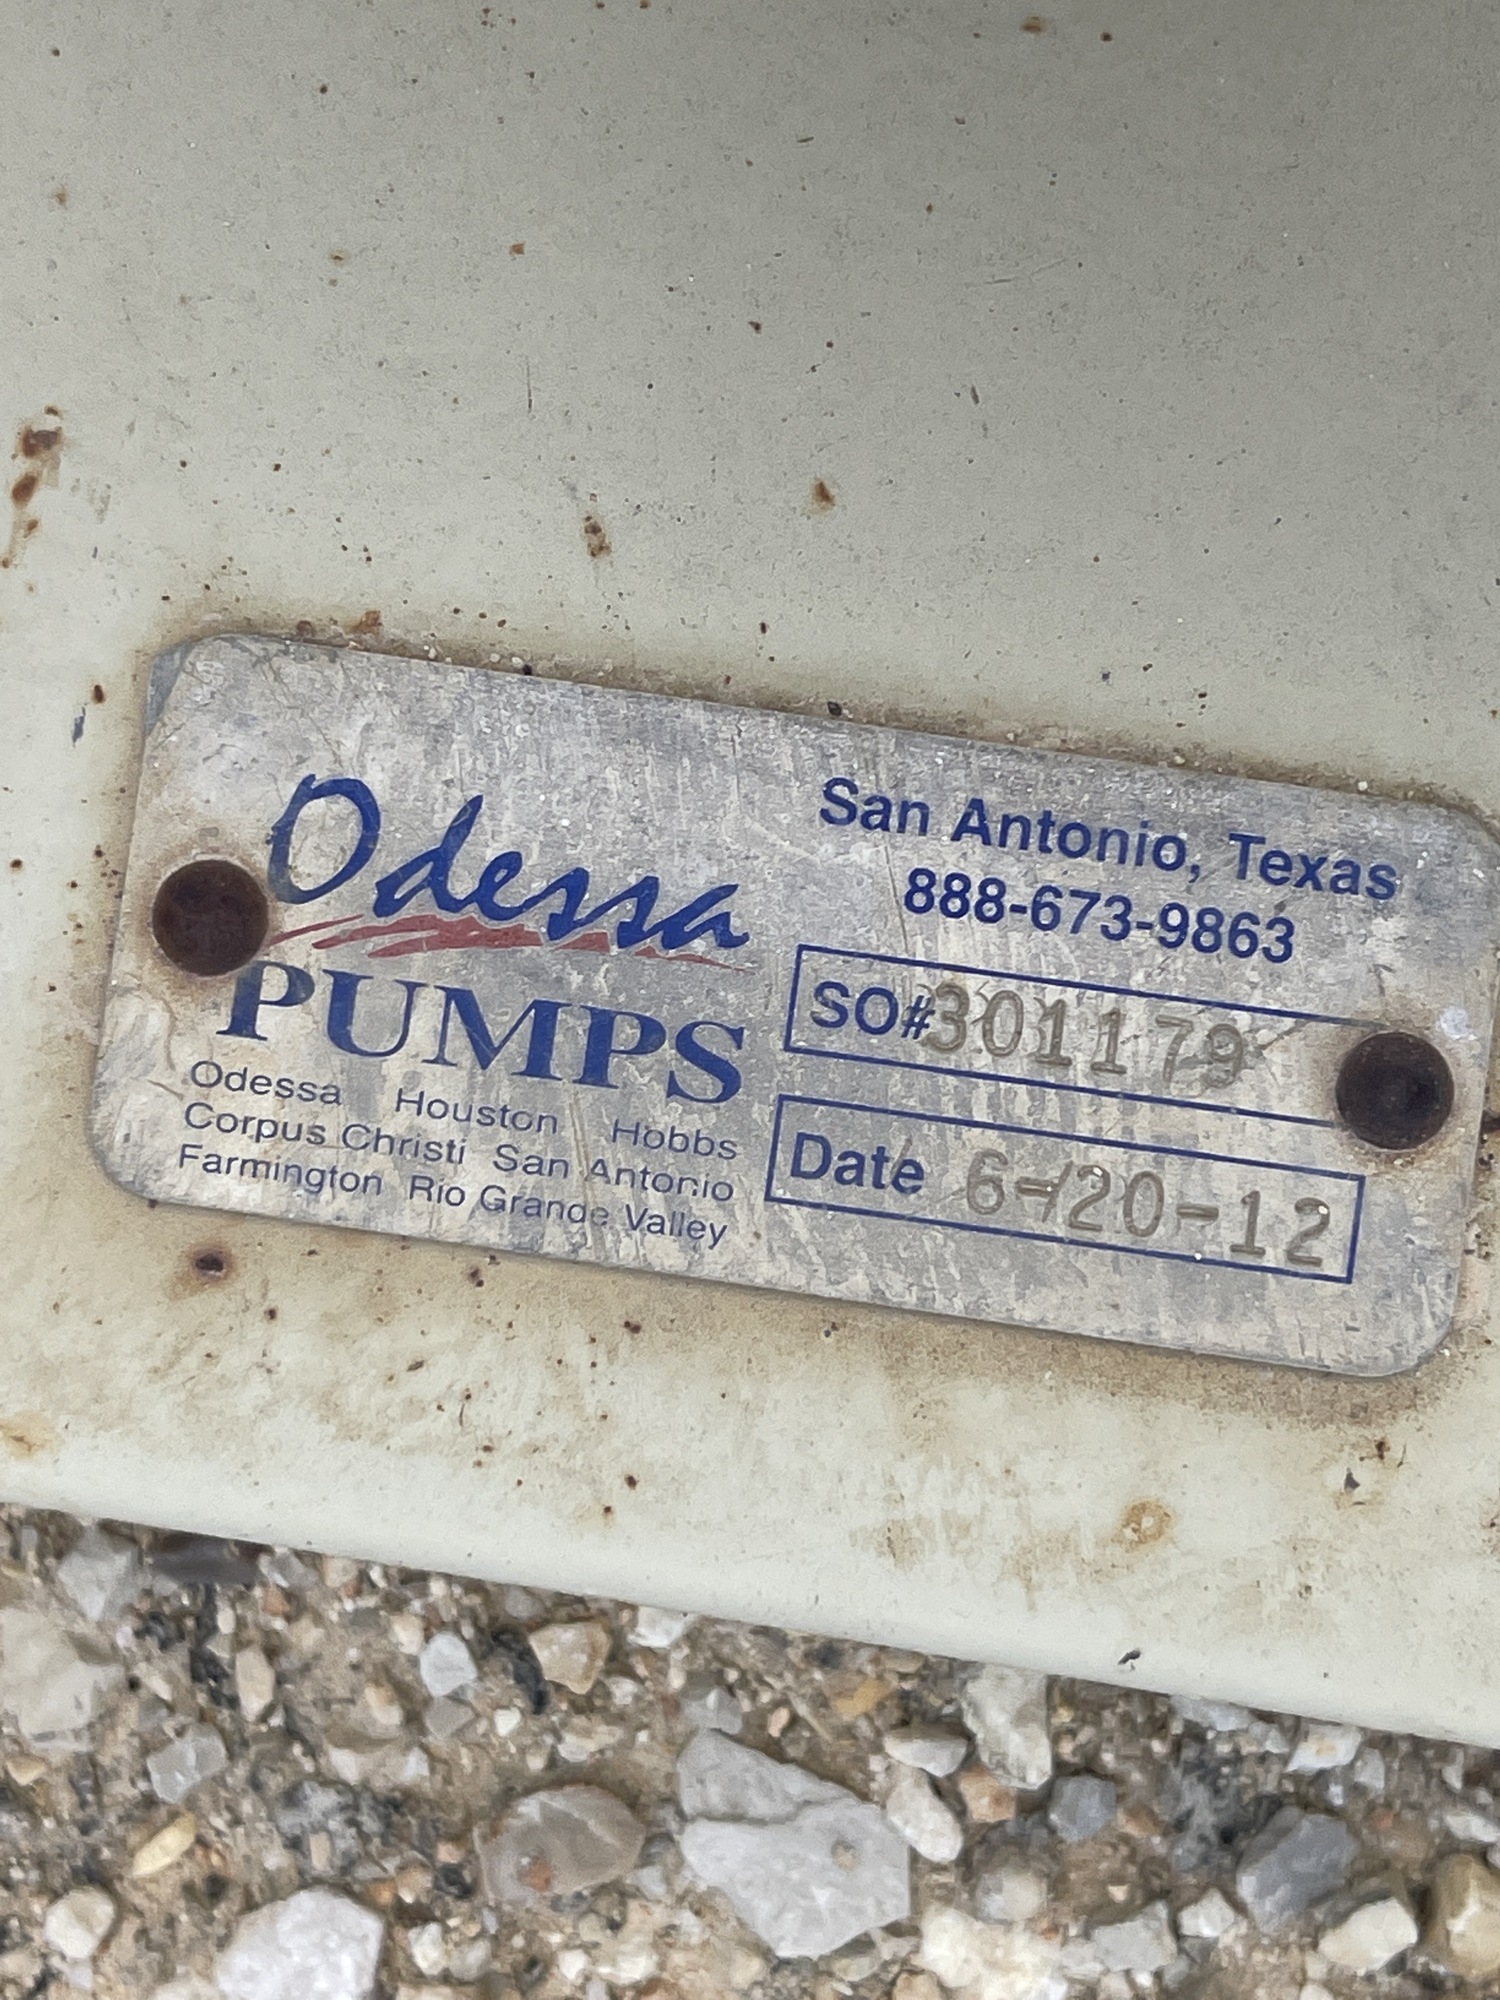 Odessa
PUMPS
Odessa Houston Hobbs
Corpus Christi San Antonio
Farmington Rio Grande Valley
San Antonio, Texas
888-673-9863
SO#301179
Date 6-20-12